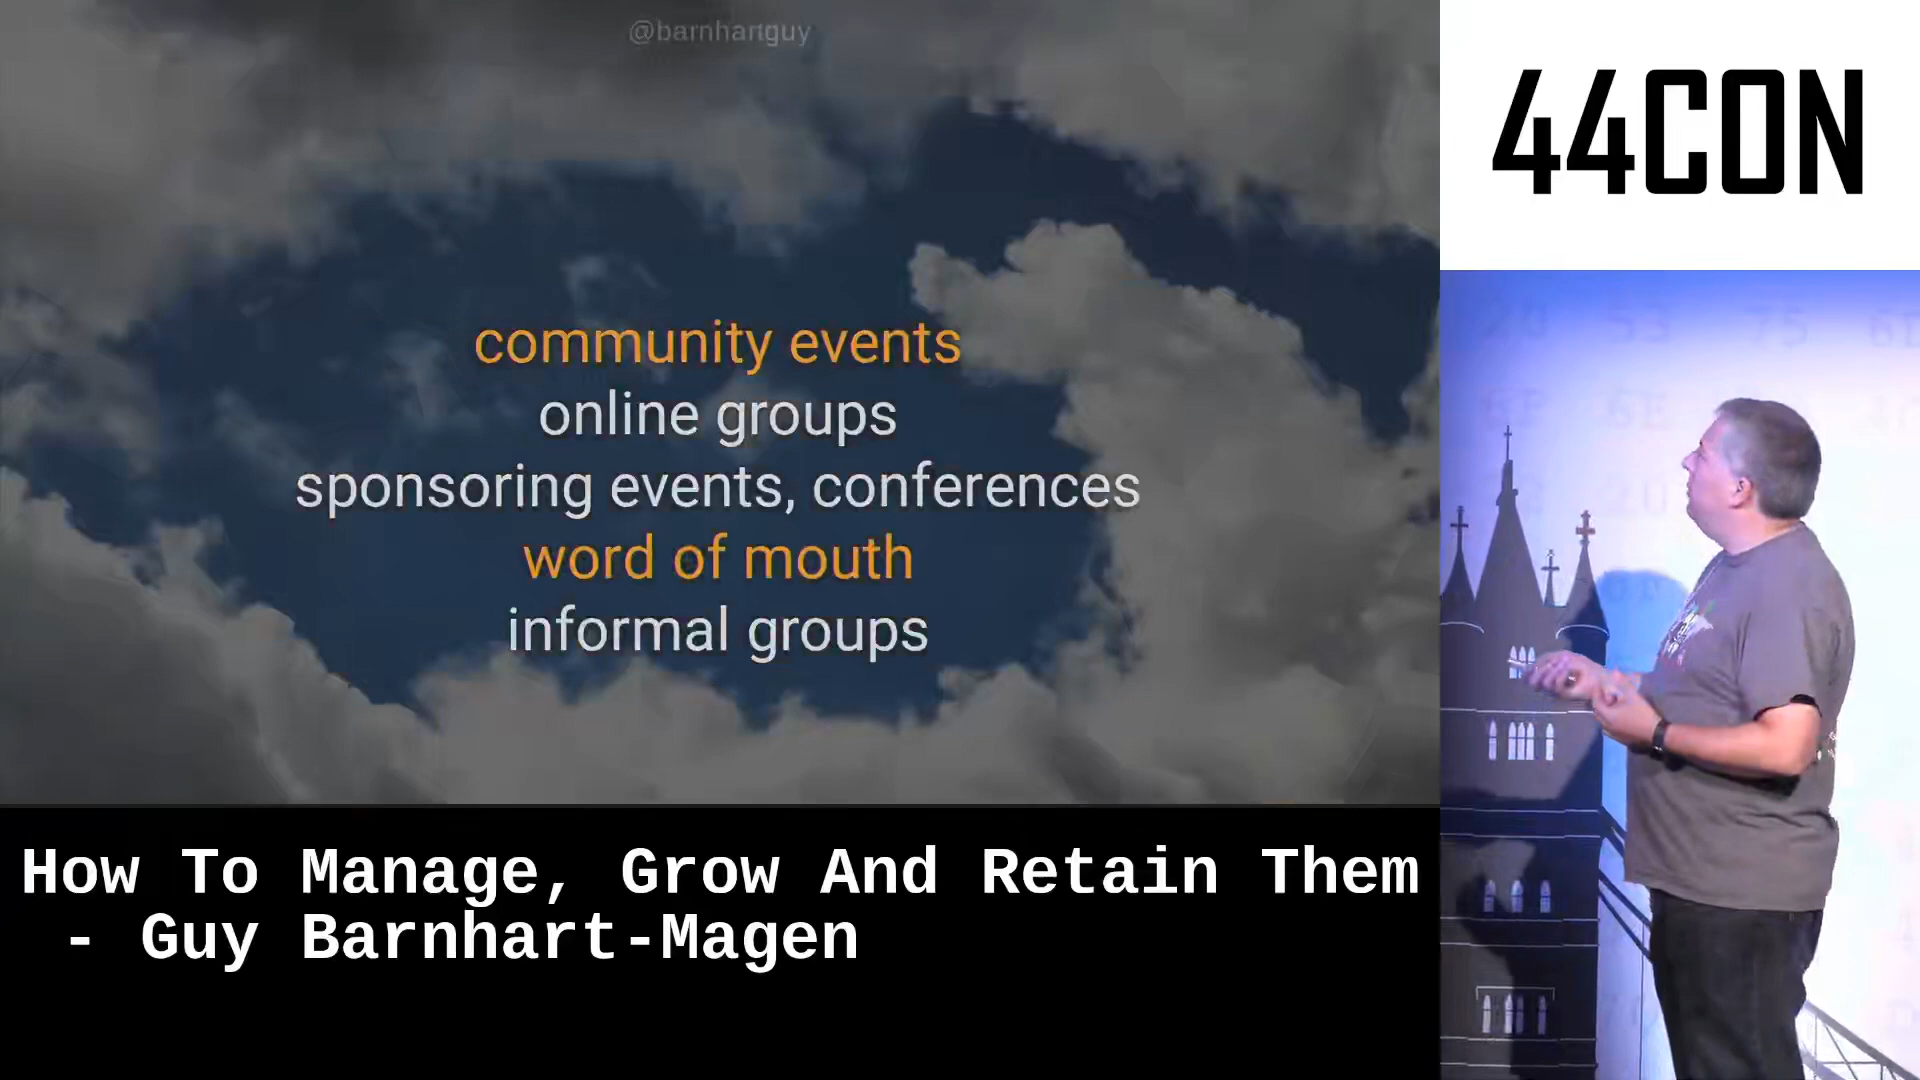 @barnhartguy
44CON
community events
online groups
sponsoring events, conferences
word of mouth
informal groups
How To Manage, Grow And Retain Them
- Guy Barnhart-Magen